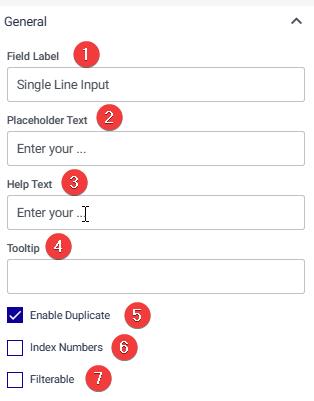 General
Field Label 1
Single Line Input
Placeholder Text 2
Enter your ...
Help Text 3
Enter your ...
Tooltip 4
Enable Duplicate 5
Index Numbers 6
Filterable 7